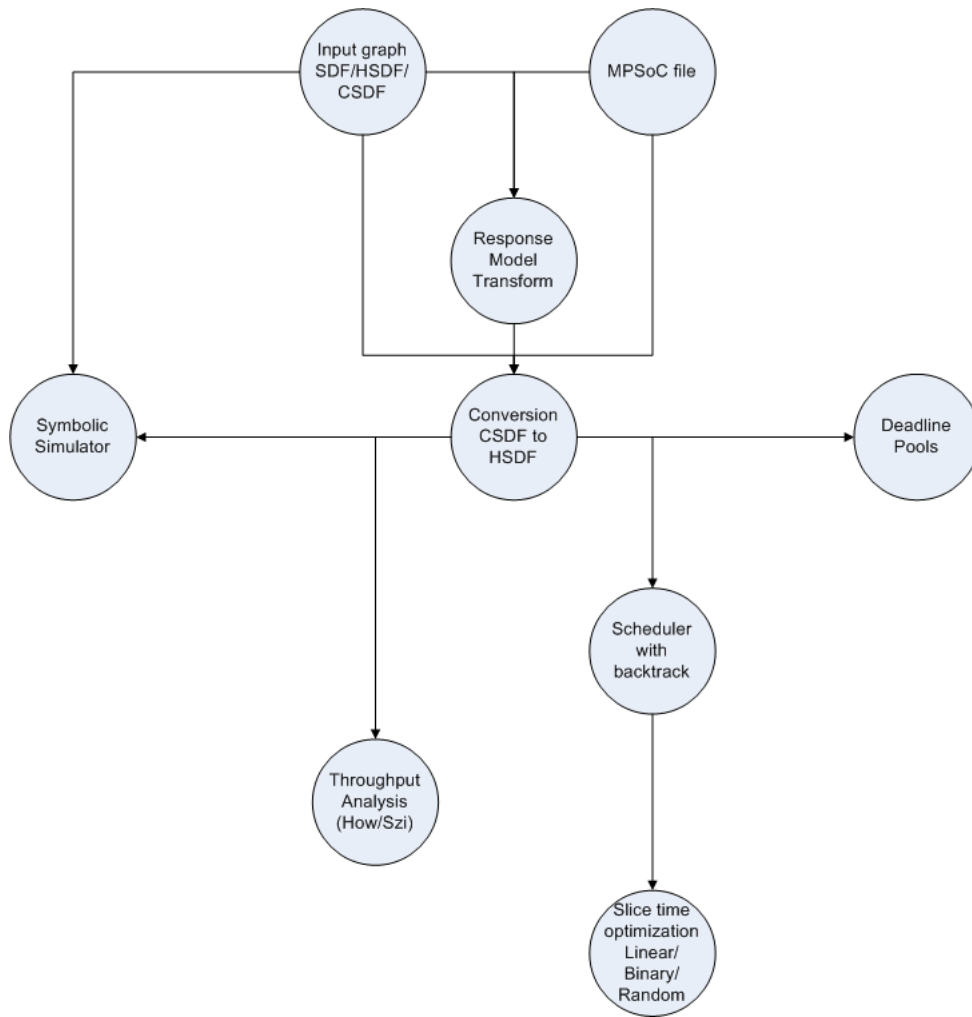 Input graph
SDF/HSDF/
CSDF
MPSoC file
Response
Model
Transform
Symbolic
Simulator
Conversion
CSDF to
HSDF
Deadline
Pools
Scheduler
with
backtrack
Throughput
Analysis
(How/Szi)
Slice time
optimization
Linear/
Binary/
Random